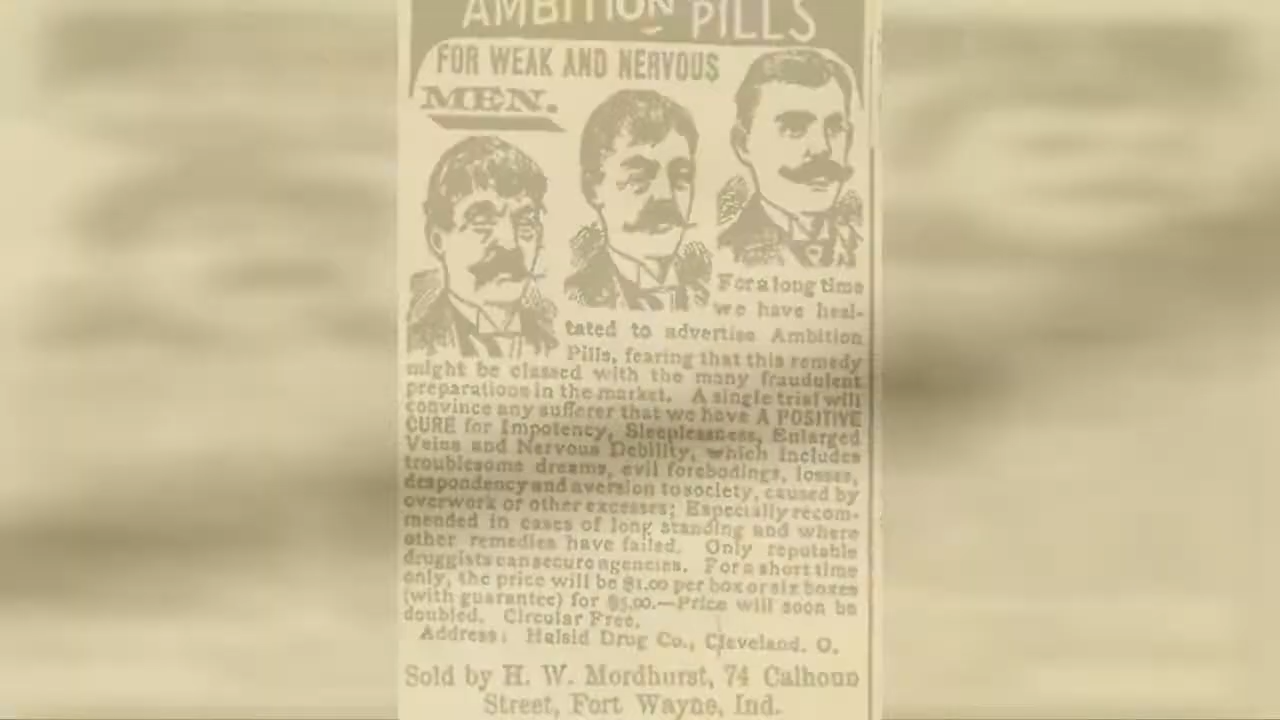 AMBITION PILLS
FOR WEAK AND NERVOUS
MEN.
For a long time
we have hesi-
tated to advertise Ambition
Pills, fearing that this remedy
might be classed with the many fraudulent
preparations in the market. A single trial will
convince any sufferer that we have A POSITIVE
CURE for Impotency, Sleeplessness, Enlarged
Veins and Nervous Debility, which includes
troublesome dreams, evil forebodings, losses,
despondency and aversion to society, caused by
overwork or other excesses; Especially recom-
mended in cases of long standing and where
other remedies have failed. Only reputable
druggists can secure agencies. For a short time
only, the price will be $1.00 per box or six boxes
(with guarantee) for $5.00.—Price will soon be
doubled. Circular Free.
Address: Halsid Drug Co., Cleveland, O.
Sold by H. W. Mordhurst, 74 Calhoun
Street, Fort Wayne, Ind.